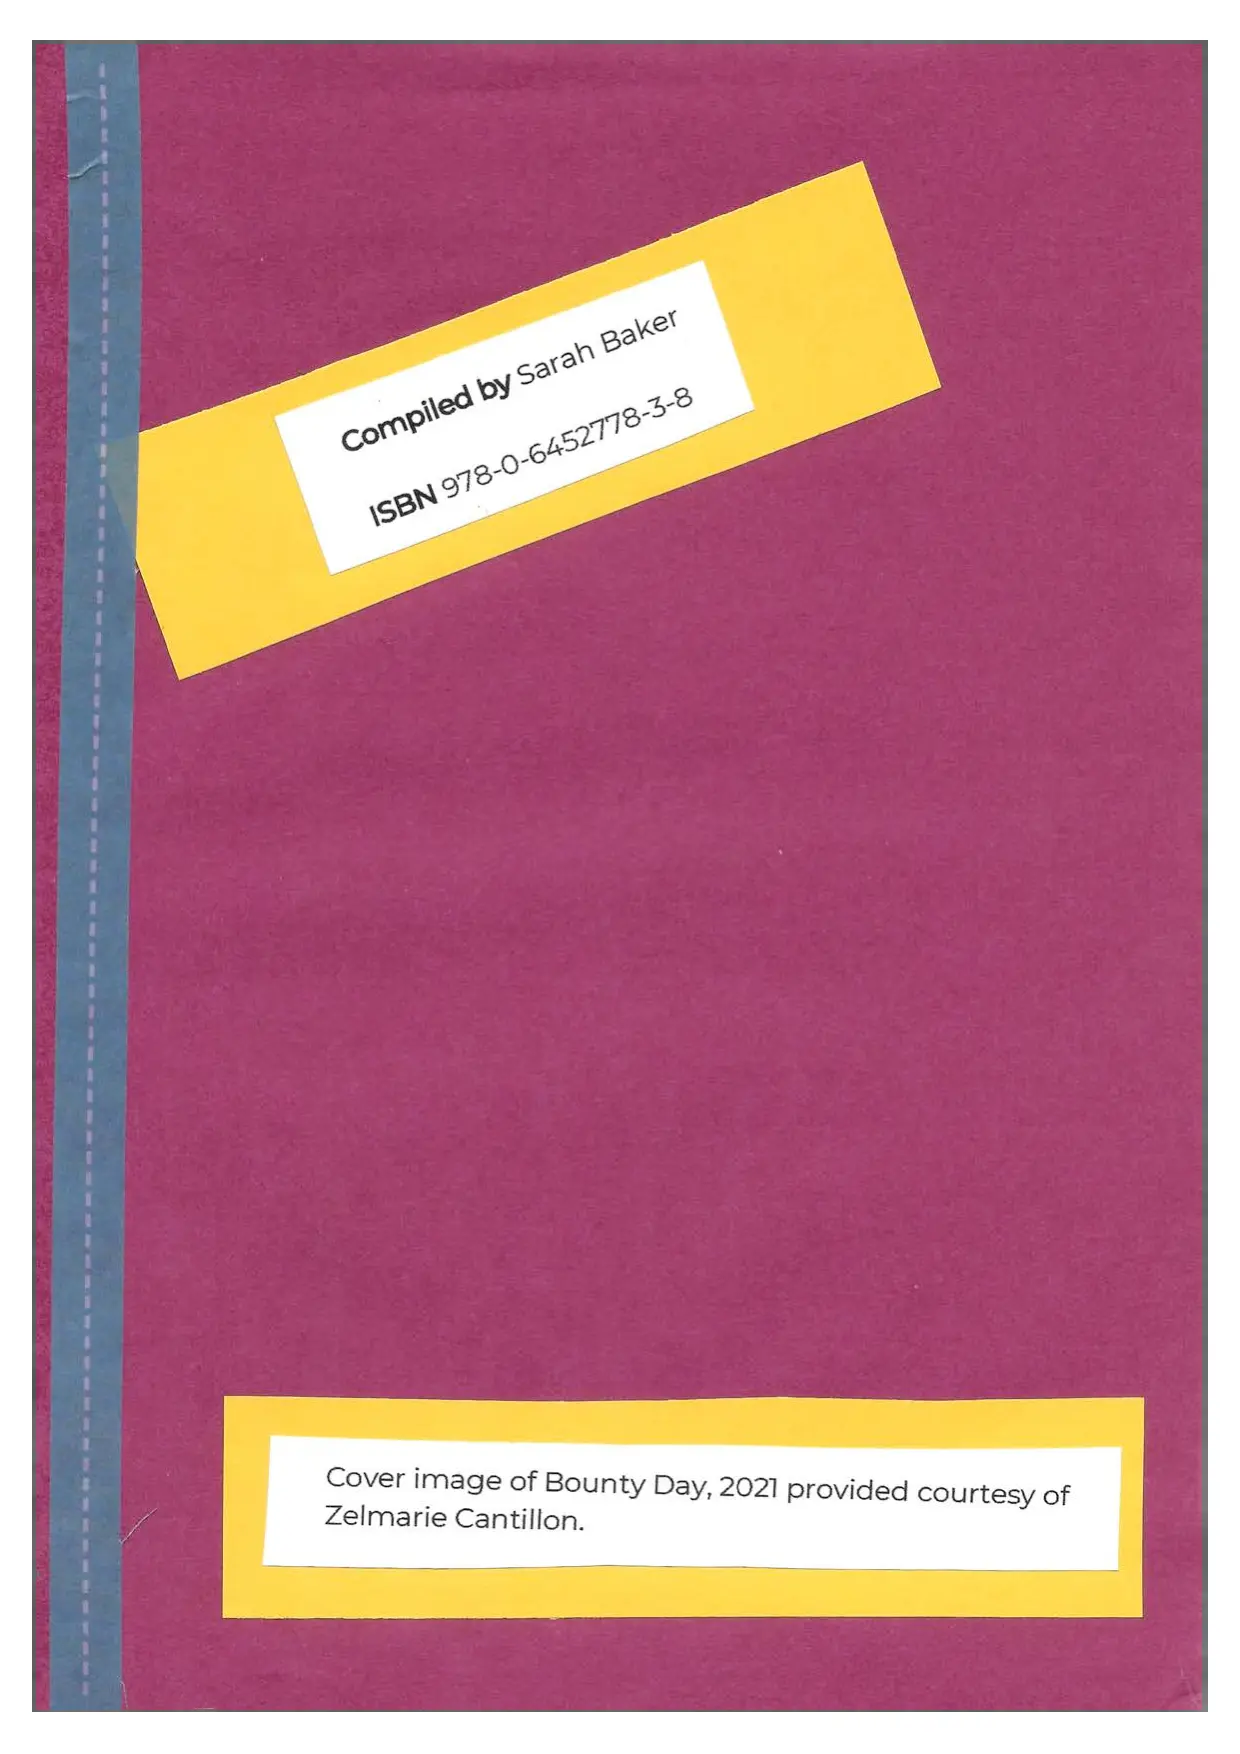 Compiled by Sarah Baker
ISBN 978-0-6452778-3-8
Cover image of Bounty Day, 2021 provided courtesy of
Zelmarie Cantillon.